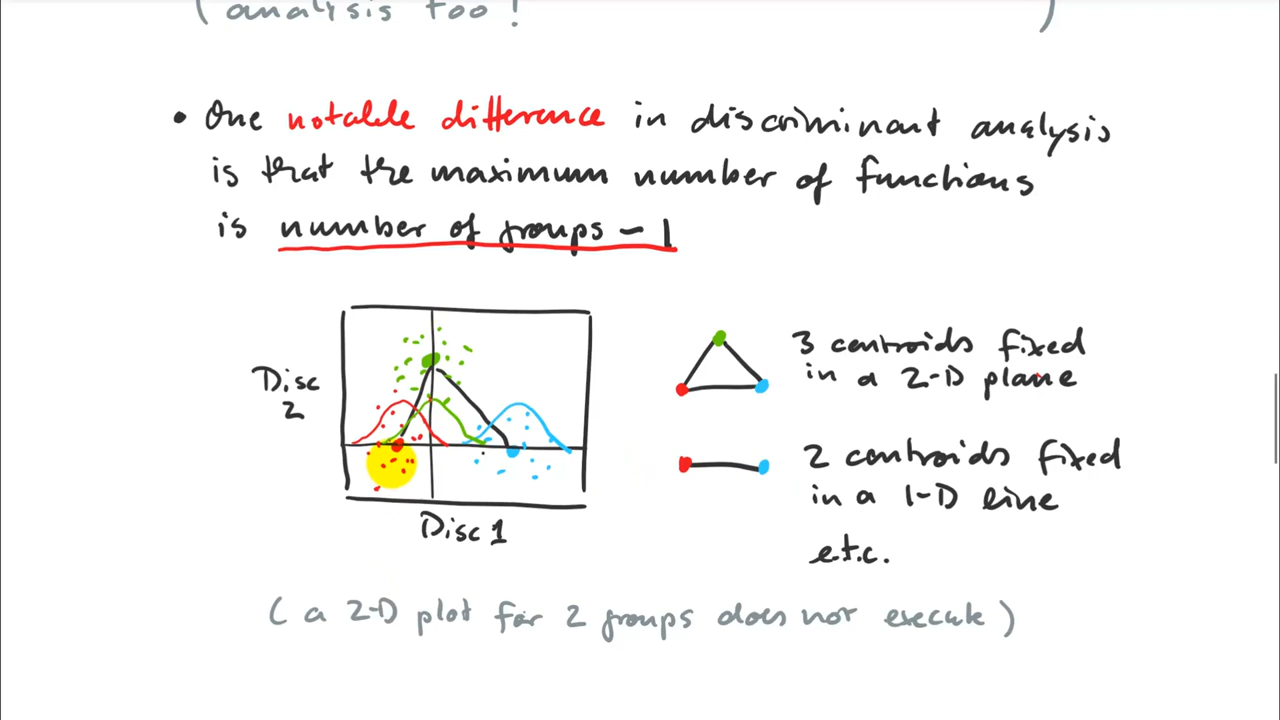 (analysis too!)
• One notable difference in discriminant analysis
is that the maximum number of functions
is number of groups - 1
Disc
2
Disc 1
3 centroids fixed
in a 2-D plane
2 centroids fixed
in a 1-D line
e.t.c.
(a 2-D plot for 2 groups does not execute)